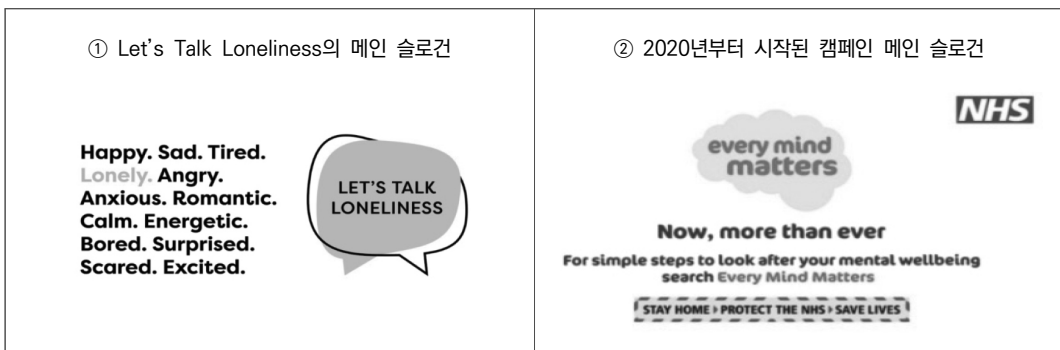 ① Let's Talk Loneliness의 메인 슬로건
Happy. Sad. Tired.
Lonely. Angry.
Anxious. Romantic.
Calm. Energetic.
Bored. Surprised.
Scared. Excited.
LET'S TALK
LONELINESS
② 2020년부터 시작된 캠페인 메인 슬로건
NHS
every mind
matters
Now, more than ever
For simple steps to look after your mental wellbeing
search Every Mind Matters
STAY HOME › PROTECT THE NHS › SAVE LIVES